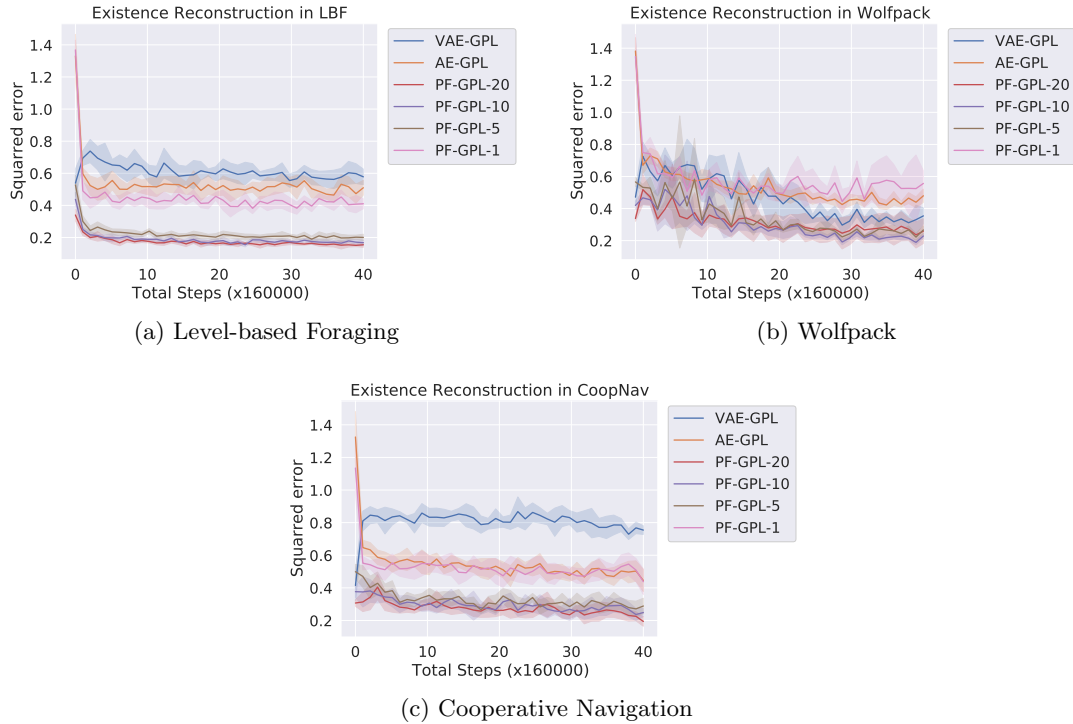 Existence Reconstruction in LBF
Squarred error
1.4
1.2
1.0
0.8
0.6
0.4
0.2
0
10
20
30
40
Total Steps (x160000)
VAE-GPL
AE-GPL
PF-GPL-20
PF-GPL-10
PF-GPL-5
PF-GPL-1
(a) Level-based Foraging
Existence Reconstruction in Wolfpack
Squarred error
1.4
1.2
1.0
0.8
0.6
0.4
0.2
0
10
20
30
40
Total Steps (x160000)
VAE-GPL
AE-GPL
PF-GPL-20
PF-GPL-10
PF-GPL-5
PF-GPL-1
(b) Wolfpack
Existence Reconstruction in CoopNav
Squarred error
1.4
1.2
1.0
0.8
0.6
0.4
0.2
0
10
20
30
40
Total Steps (x160000)
VAE-GPL
AE-GPL
PF-GPL-20
PF-GPL-10
PF-GPL-5
PF-GPL-1
(c) Cooperative Navigation